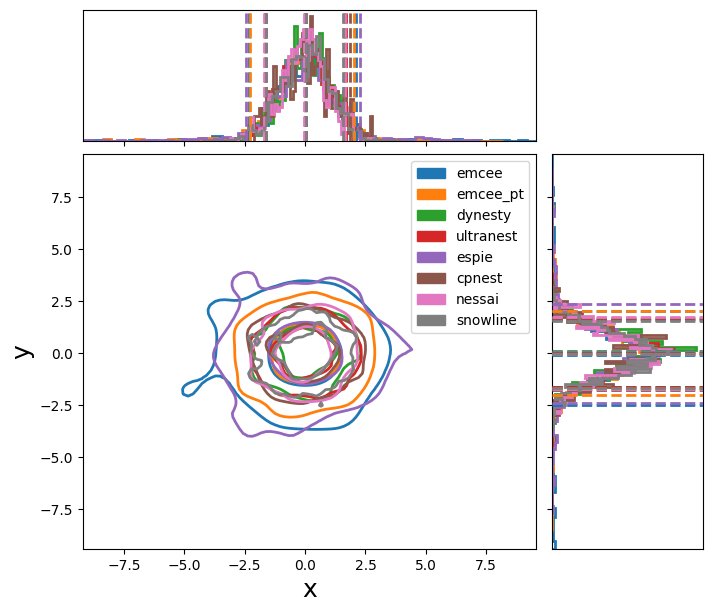 7.5
5.0
2.5
0.0
−2.5
−5.0
−7.5
y
emcee
emcee_pt
dynesty
ultranest
espie
cpnest
nessai
snowline
−7.5 −5.0 −2.5 0.0 2.5 5.0 7.5
x